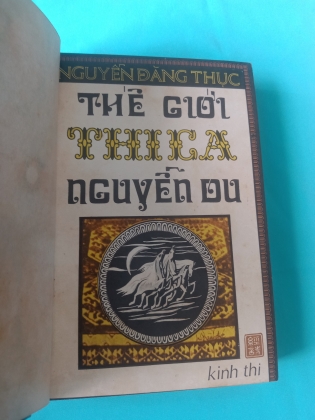 NGUYỄN ĐĂNG THỤC
THẾ GIỚI
THI CA
NGUYỄN DU
kinh thi